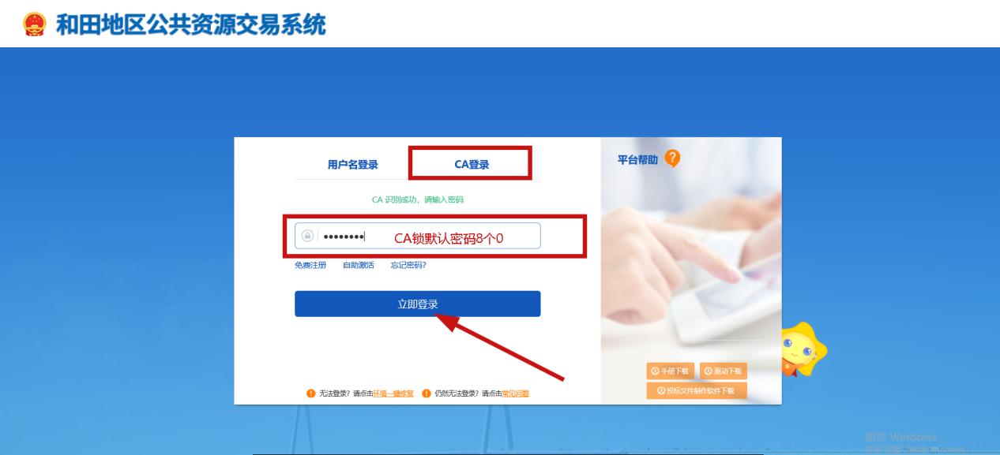 和田地区公共资源交易系统
用户名登录 CA登录
CA 识别成功，请输入密码
•••••••• CA锁默认密码8个0
免费注册 自助激活 忘记密码?
立即登录
无法登录？请点击环境一键修复 仍然无法登录？请点击常见问题
平台帮助 ?
手册下载 驱动下载
投标文件制作软件下载
激活 Windows